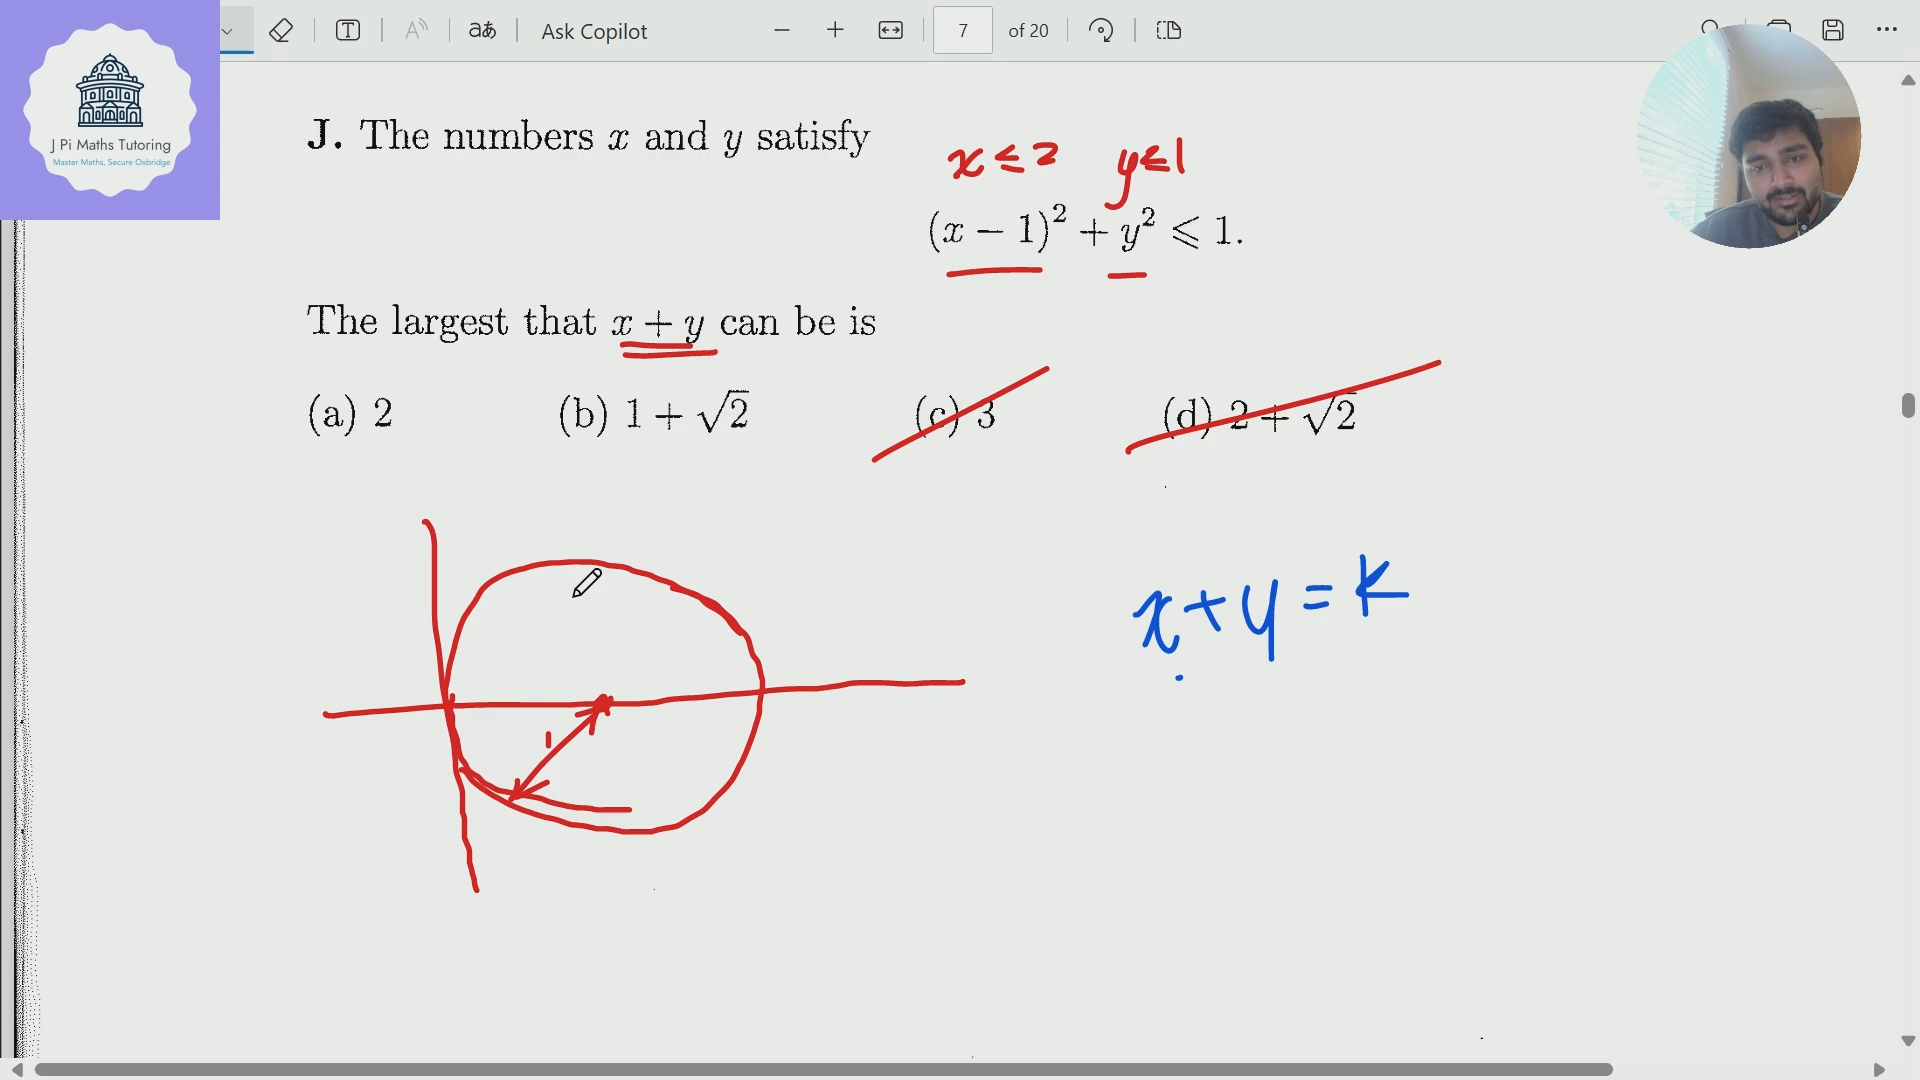 Ask Copilot
7 of 20
J Pi Maths Tutoring
Master Maths, Secure Oxbridge
J. The numbers x and y satisfy
x ≤ 2 y ≤ 1
(x − 1)² + y² ⩽ 1.
The largest that x + y can be is
(a) 2 (b) 1 + √2 (c) 3 (d) 2 + √2
x + y = k
1